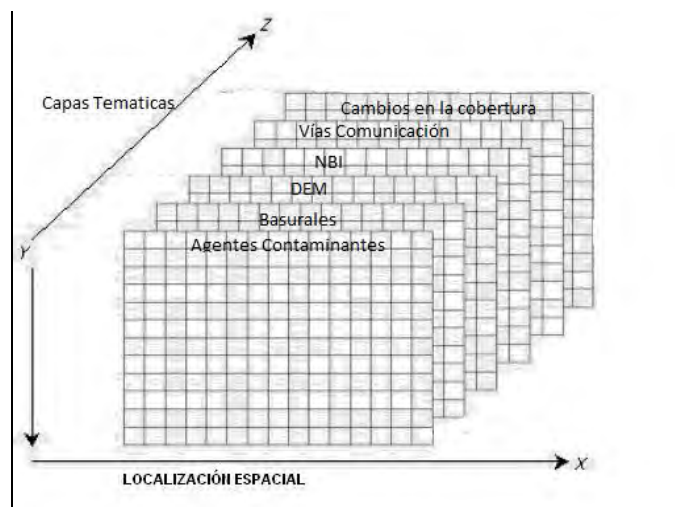 Z
Capas Tematicas
Cambios en la cobertura
Vías Comunicación
NBI
DEM
Basurales
Agentes Contaminantes
Y
X
LOCALIZACIÓN ESPACIAL